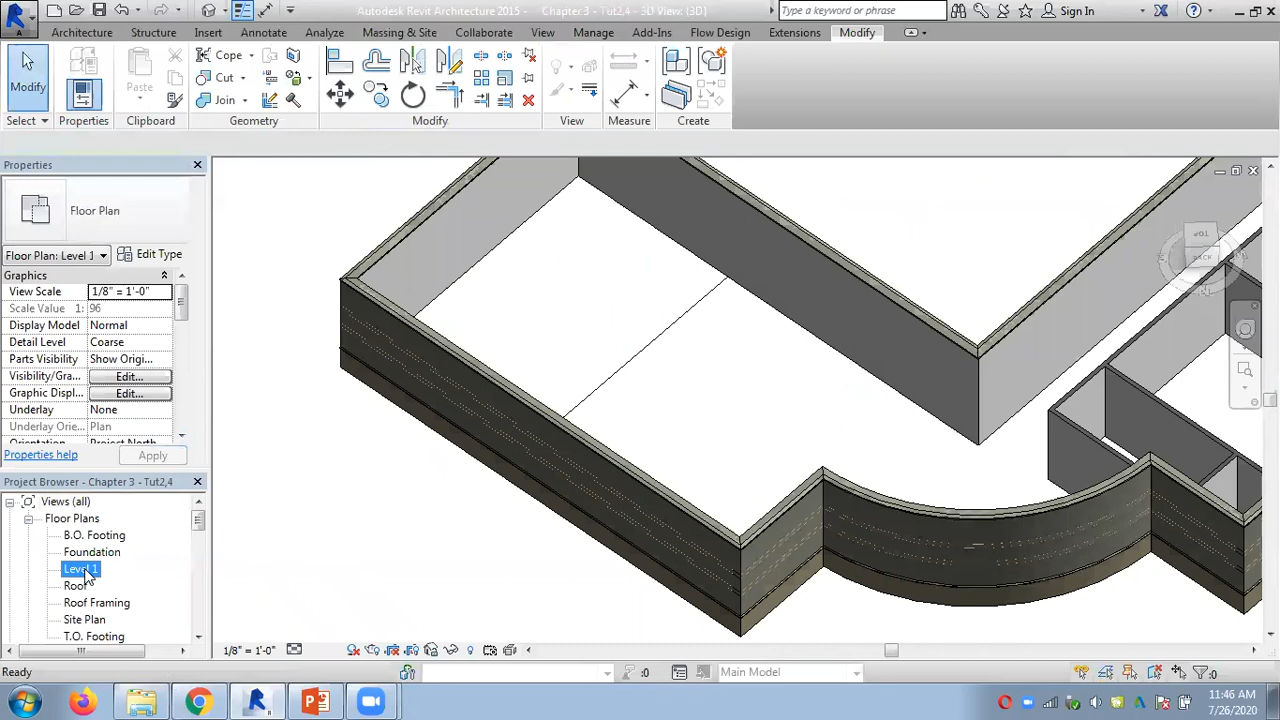 Autodesk Revit Architecture 2015 - Chapter 3 - Tut2,4 - 3D View: {3D}
Type a keyword or phrase
Sign In
Architecture Structure Insert Annotate Analyze Massing & Site Collaborate View Manage Add-Ins Flow Design Extensions Modify
Cope
Cut
Join
Modify
Paste
Select Properties Clipboard Geometry Modify View Measure Create
Properties
Floor Plan
Floor Plan: Level 1
Edit Type
Graphics
View Scale 1/8" = 1'-0"
Scale Value 1: 96
Display Model Normal
Detail Level Coarse
Parts Visibility Show Origi...
Visibility/Gra... Edit...
Graphic Displ... Edit...
Underlay None
Underlay Orie... Plan
Orientation Project North
Properties help
Apply
Project Browser - Chapter 3 - Tut2,4
Views (all)
Floor Plans
B.O. Footing
Foundation
Level 1
Roof
Roof Framing
Site Plan
T.O. Footing
BACK
1/8" = 1'-0"
Ready
:0
Main Model
:0
11:46 AM
7/26/2020